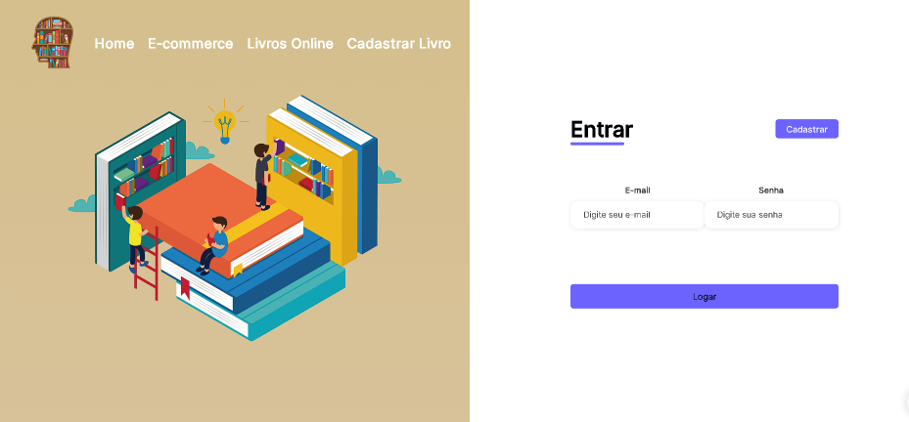 Home E-commerce Livros Online Cadastrar Livro
Entrar
Cadastrar
E-mail Senha
Digite seu e-mail Digite sua senha
Logar